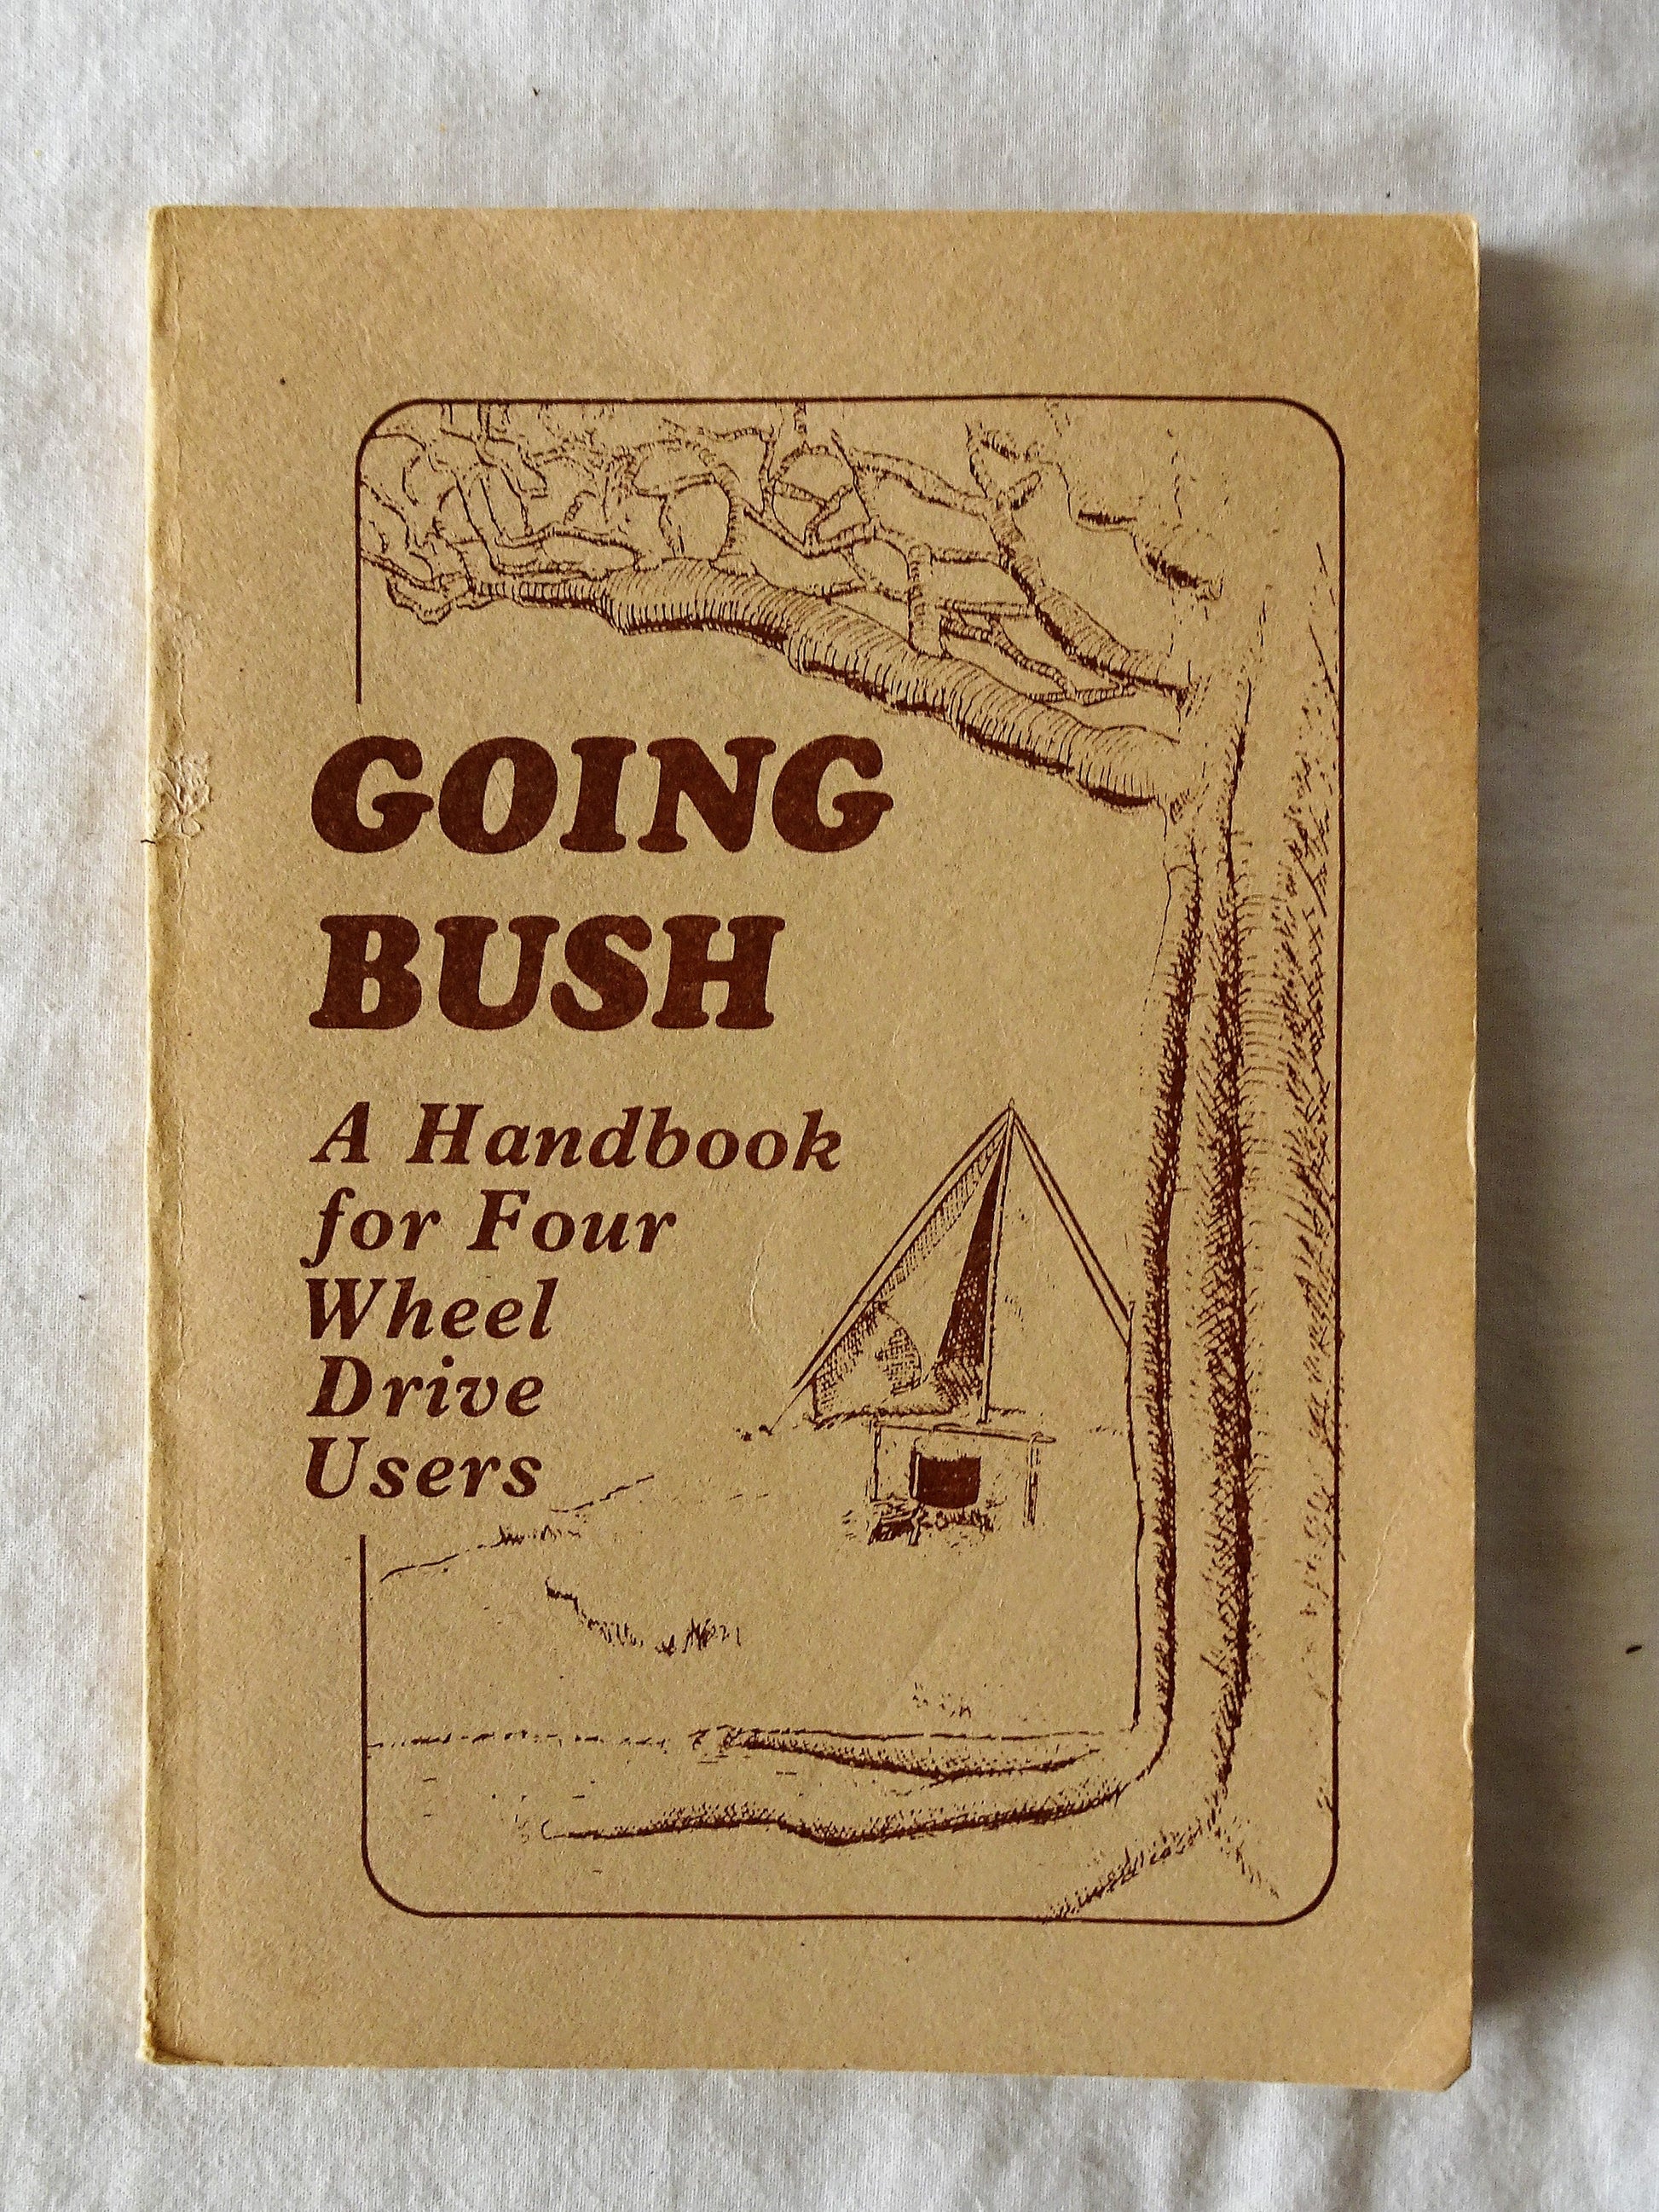 GOING
BUSH
A Handbook
for Four
Wheel
Drive
Users